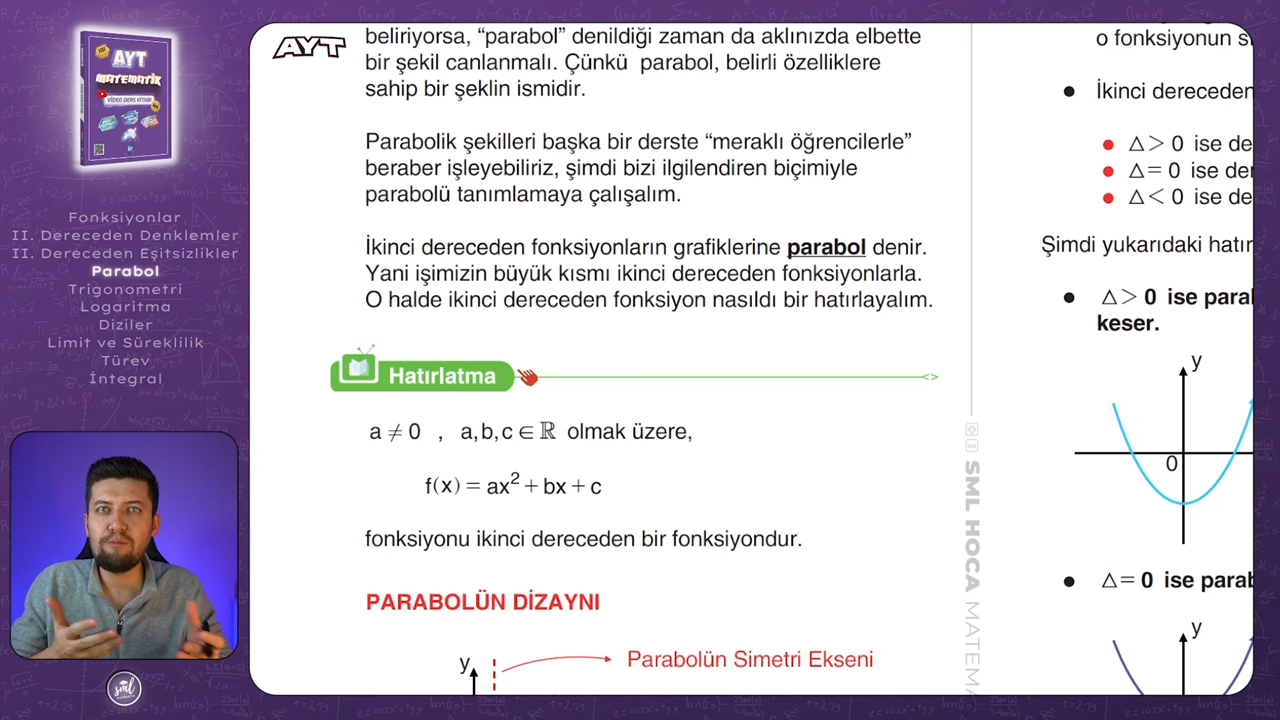 AYT
MATEMATİK
VİDEO DERS KİTABI
Fonksiyonlar
II. Dereceden Denklemler
II. Dereceden Eşitsizlikler
Parabol
Trigonometri
Logaritma
Diziler
Limit ve Süreklilik
Türev
İntegral
sml
AYT
beliriyorsa, “parabol” denildiği zaman da aklınızda elbette
bir şekil canlanmalı. Çünkü parabol, belirli özelliklere
sahip bir şeklin ismidir.
Parabolik şekilleri başka bir derste “meraklı öğrencilerle”
beraber işleyebiliriz, şimdi bizi ilgilendiren biçimiyle
parabolü tanımlamaya çalışalım.
İkinci dereceden fonksiyonların grafiklerine parabol denir.
Yani işimizin büyük kısmı ikinci dereceden fonksiyonlarla.
O halde ikinci dereceden fonksiyon nasıldı bir hatırlayalım.
Hatırlatma
a ≠ 0 , a, b, c ∈ ℝ olmak üzere,
f(x) = ax² + bx + c
fonksiyonu ikinci dereceden bir fonksiyondur.
PARABOLÜN DİZAYNI
y
Parabolün Simetri Ekseni
SML HOCA MATEM
o fonksiyonun s
• İkinci dereceden
• Δ > 0 ise de
• Δ = 0 ise de
• Δ < 0 ise de
Şimdi yukarıdaki hatır
• Δ > 0 ise paral
keser.
y
0
• Δ = 0 ise parab
y